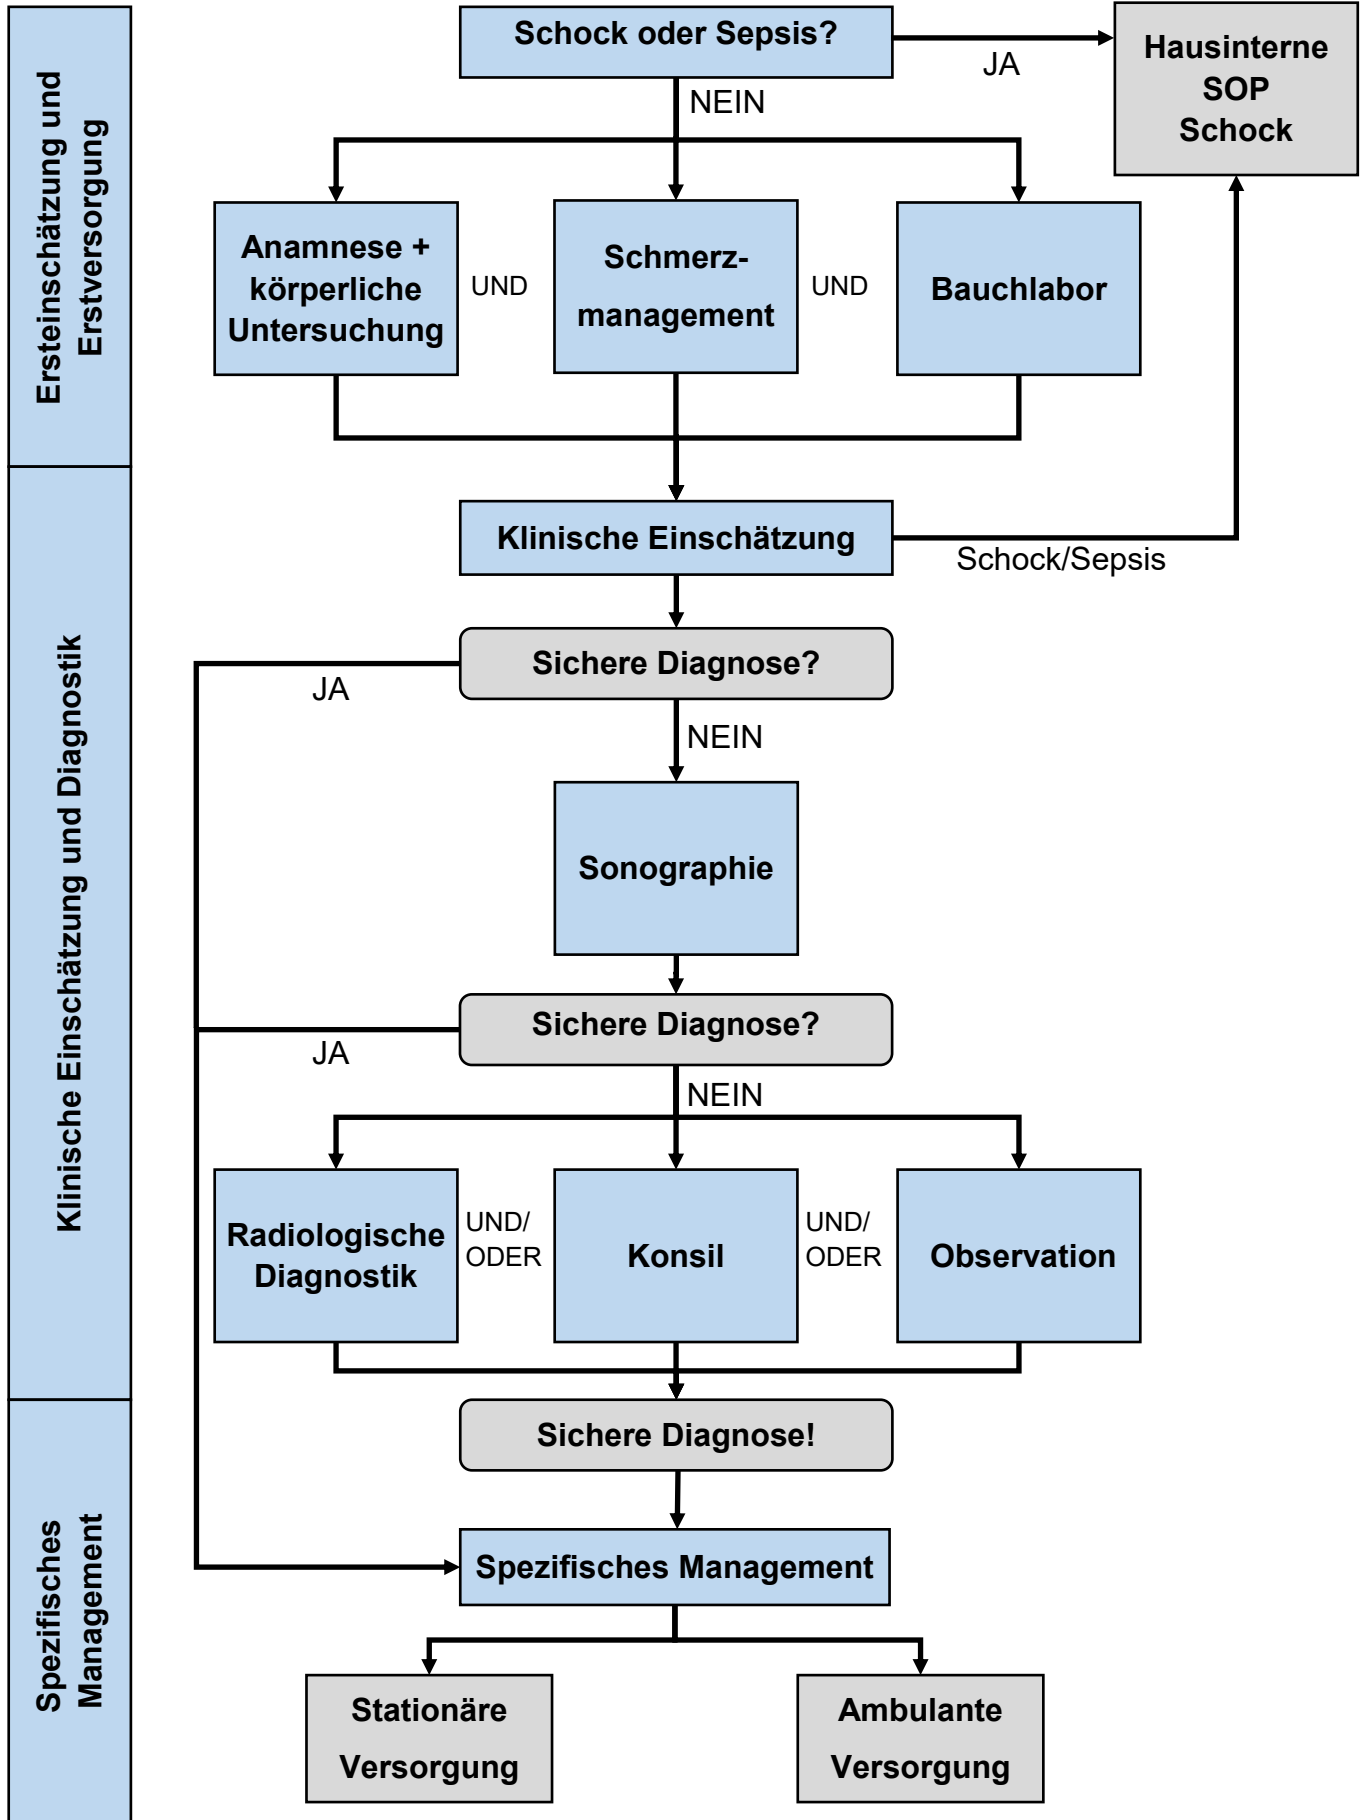 Schock oder Sepsis?
JA
Hausinterne
SOP
Schock
NEIN
Ersteinschätzung und
Erstversorgung
Anamnese +
körperliche
Untersuchung
UND
Schmerz-
management
UND
Bauchlabor
Klinische Einschätzung
Schock/Sepsis
Klinische Einschätzung und Diagnostik
Sichere Diagnose?
JA
NEIN
Sonographie
Sichere Diagnose?
JA
NEIN
Radiologische
Diagnostik
UND/
ODER
Konsil
UND/
ODER
Observation
Sichere Diagnose!
Spezifisches
Management
Spezifisches Management
Stationäre
Versorgung
Ambulante
Versorgung